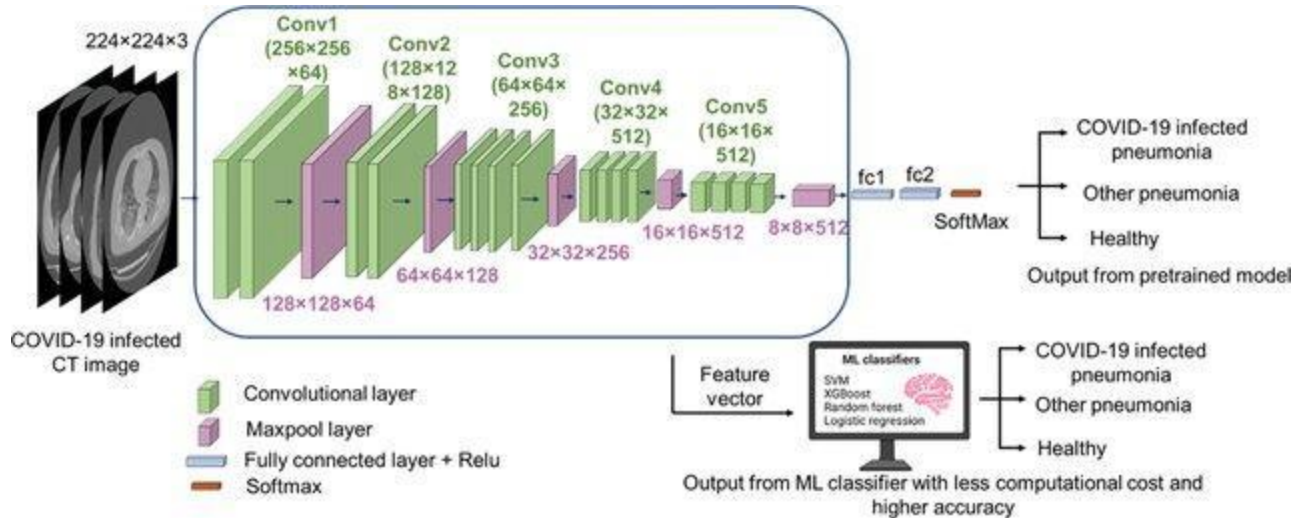 224×224×3
Conv1
(256×256
×64)
Conv2
(128×12
8×128)
Conv3
(64×64×
256)
Conv4
(32×32×
512)
Conv5
(16×16×
512)
128×128×64
64×64×128
32×32×256
16×16×512
8×8×512
fc1
fc2
SoftMax
COVID-19 infected
pneumonia
Other pneumonia
Healthy
Output from pretrained model
COVID-19 infected
CT image
Convolutional layer
Maxpool layer
Fully connected layer + Relu
Softmax
Feature
vector
ML classifiers
SVM
XGBoost
Random forest
Logistic regression
COVID-19 infected
pneumonia
Other pneumonia
Healthy
Output from ML classifier with less computational cost and
higher accuracy